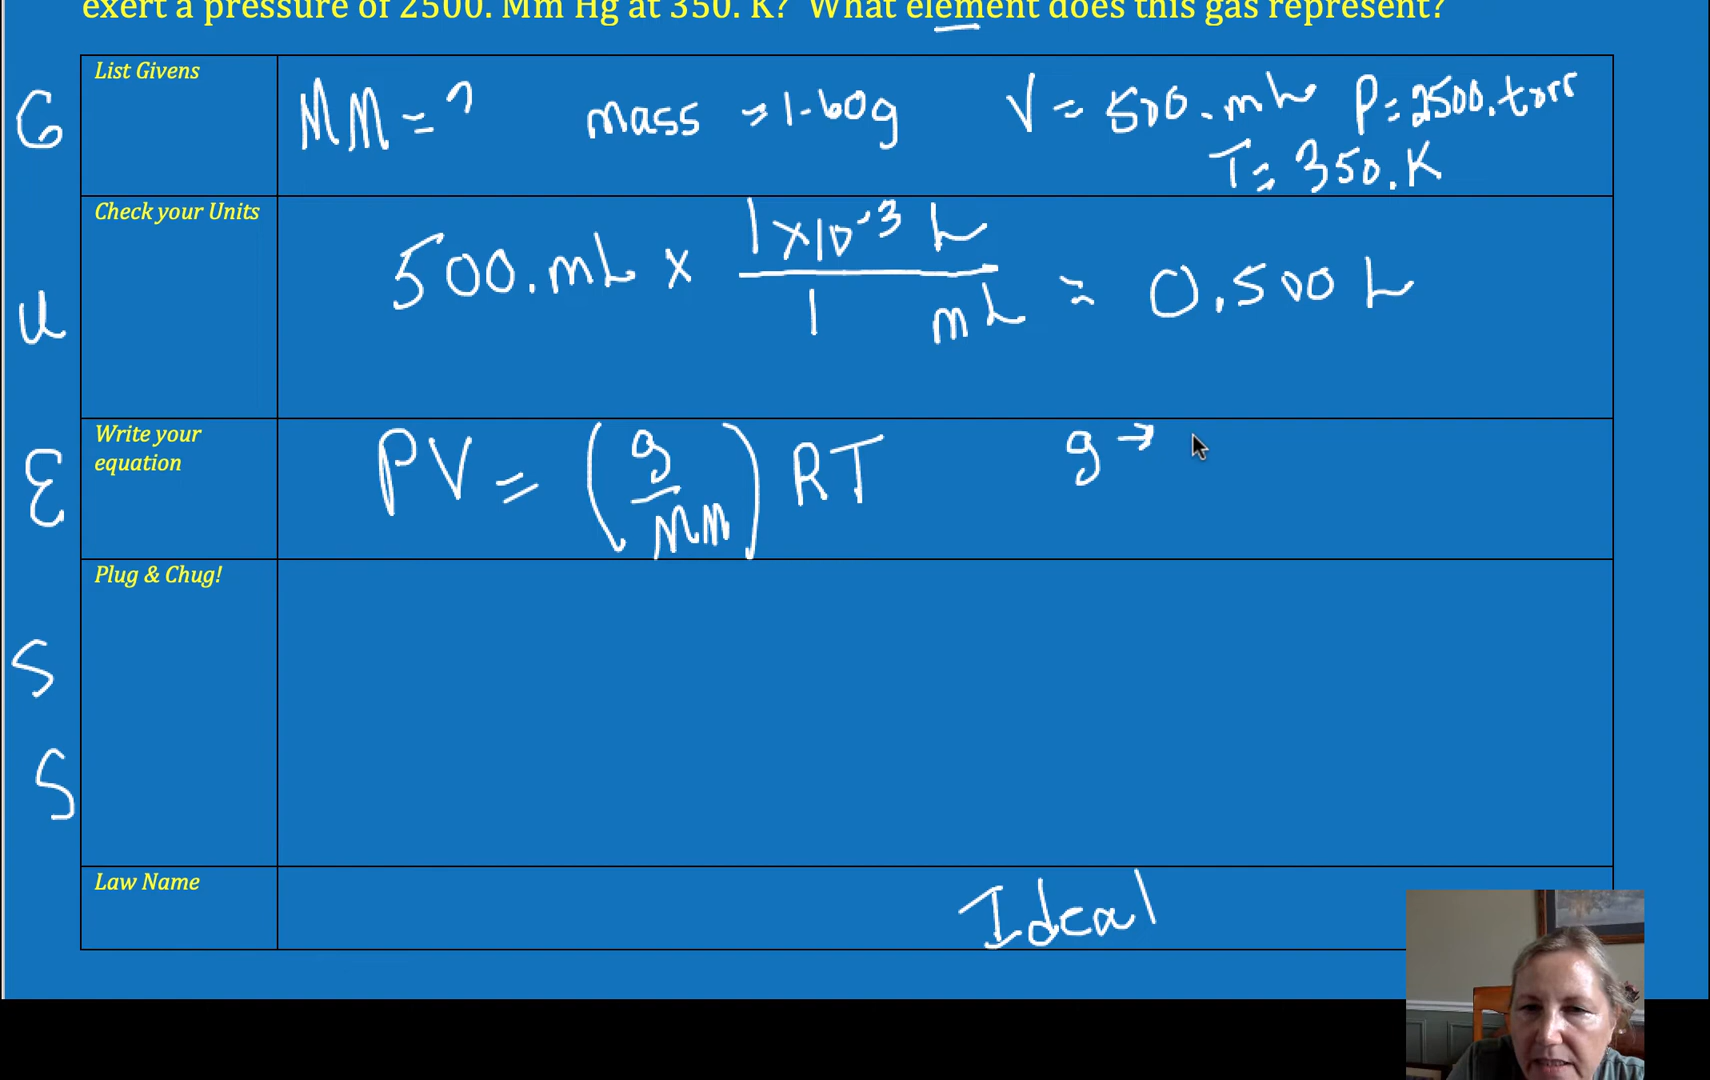 exert a pressure of 2500. Mm Hg at 350. K? What element does this gas represent?
G
List Givens
MM = ?
mass = 1.60g
V = 500. mL
P = 2500. torr
T = 350. K
U
Check your Units
500. mL x 1 x 10⁻³ L / 1 mL = 0.500 L
E
Write your
equation
PV = (g/MM) RT
g →
S
Plug & Chug!
S
Law Name
Ideal